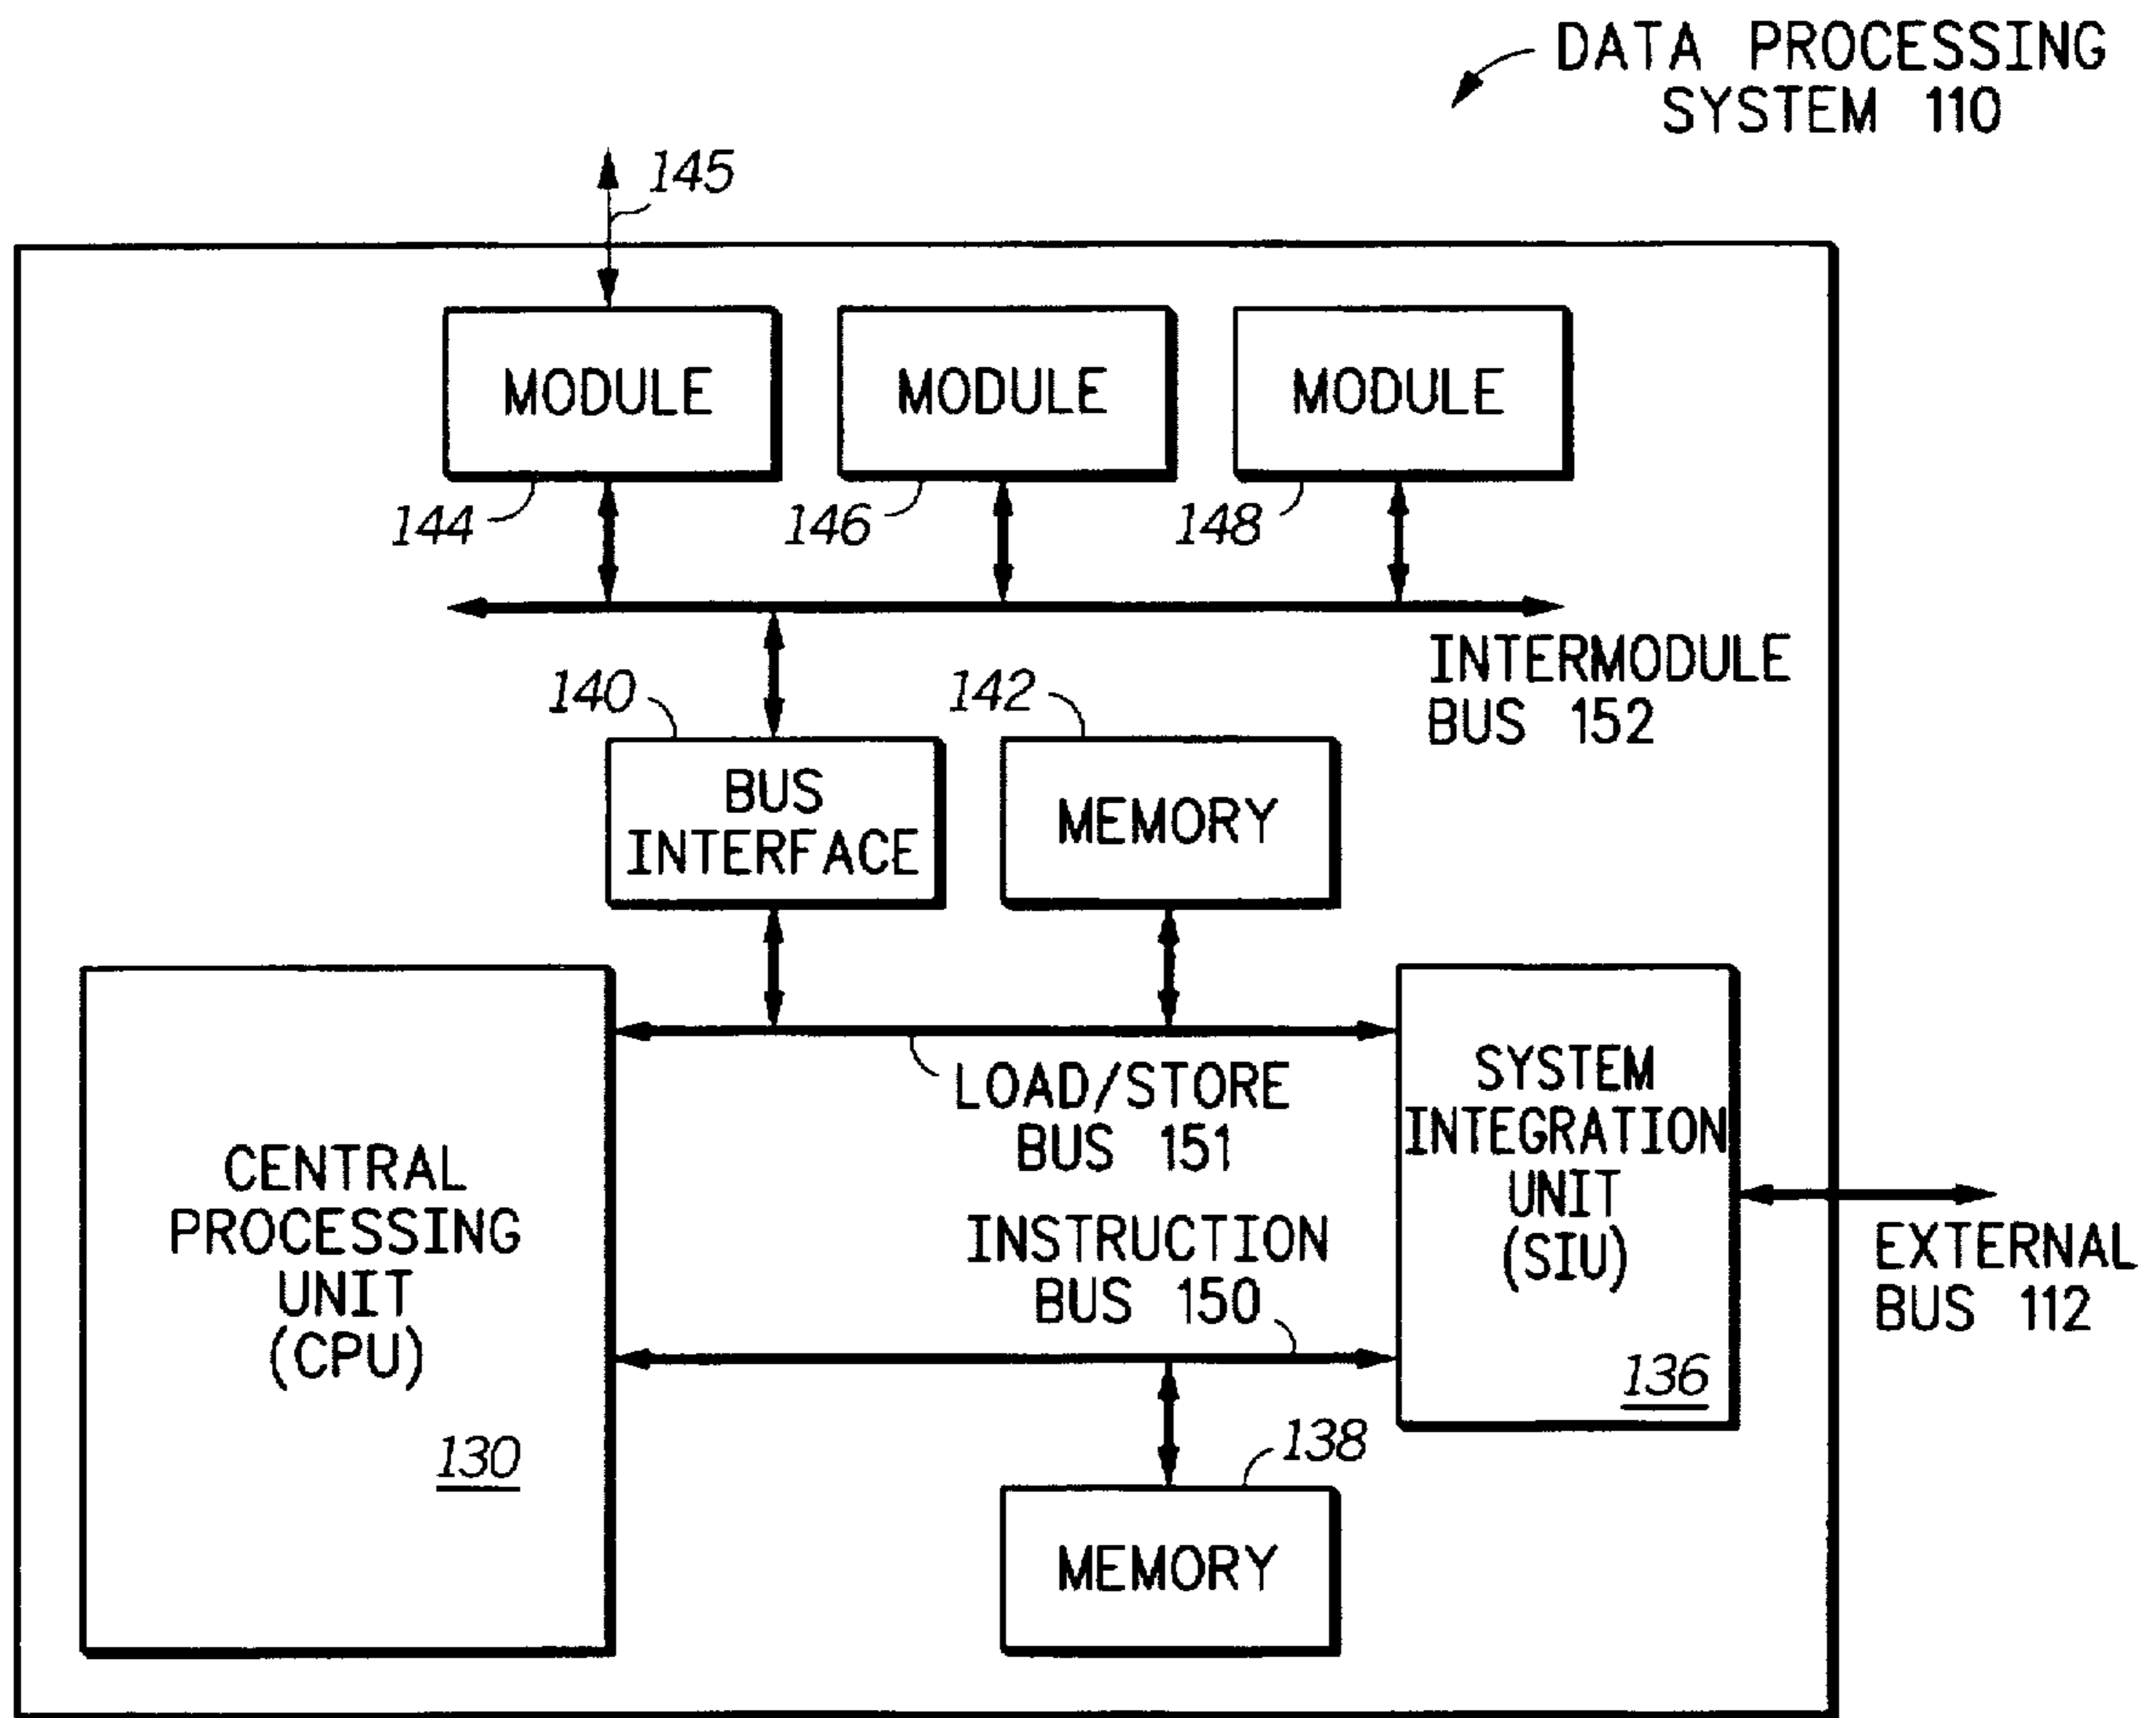 DATA PROCESSING
SYSTEM 110
145
MODULE
MODULE
MODULE
144
146
148
INTERMODULE
BUS 152
140
142
BUS
INTERFACE
MEMORY
LOAD/STORE
BUS 151
SYSTEM
INTEGRATION
UNIT
(SIU)
136
CENTRAL
PROCESSING
UNIT
(CPU)
130
INSTRUCTION
BUS 150
EXTERNAL
BUS 112
138
MEMORY